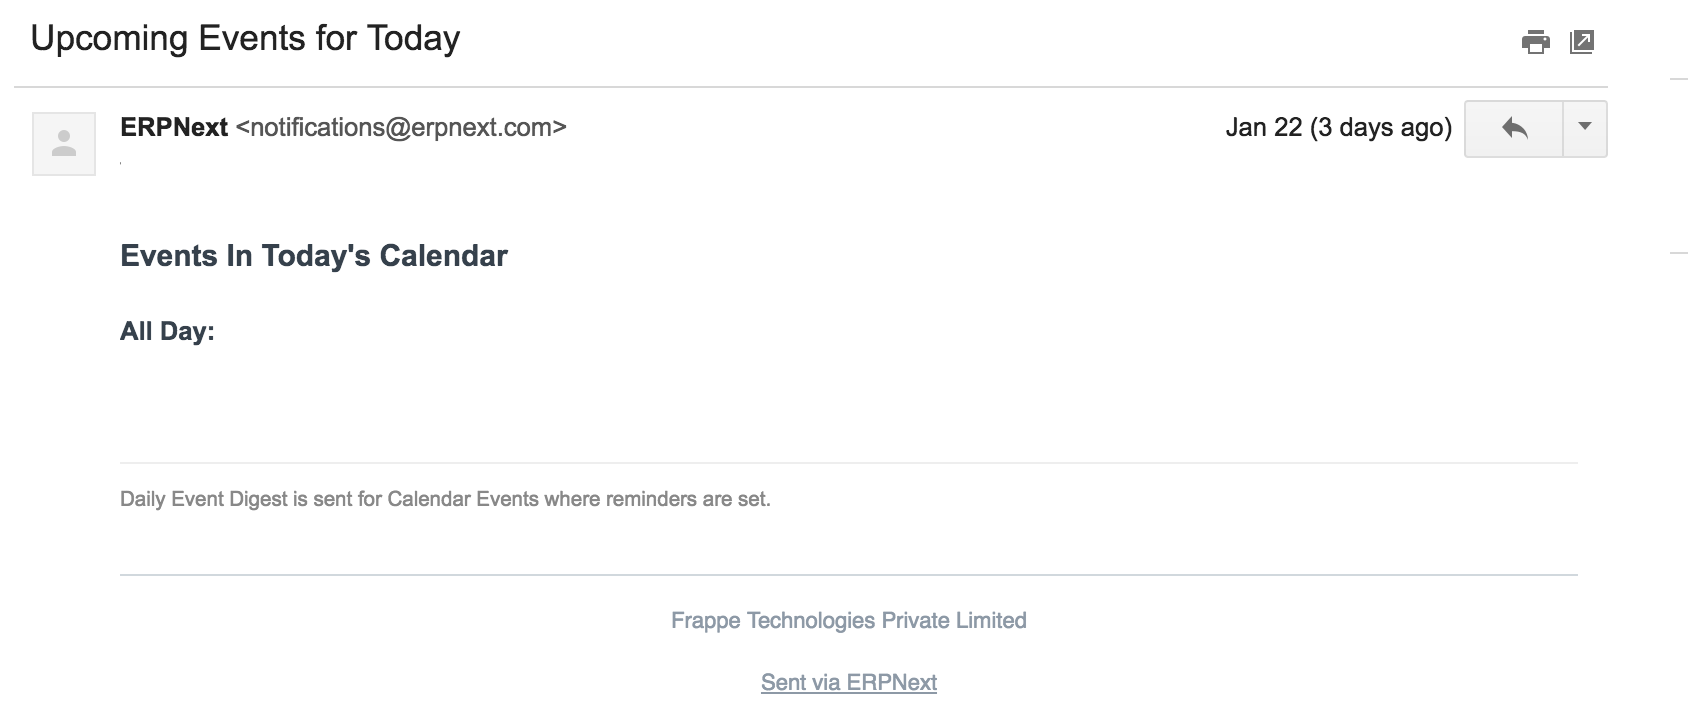 Upcoming Events for Today
ERPNext <notifications@erpnext.com>
Jan 22 (3 days ago)
Events In Today's Calendar
All Day:
Daily Event Digest is sent for Calendar Events where reminders are set.
Frappe Technologies Private Limited
Sent via ERPNext